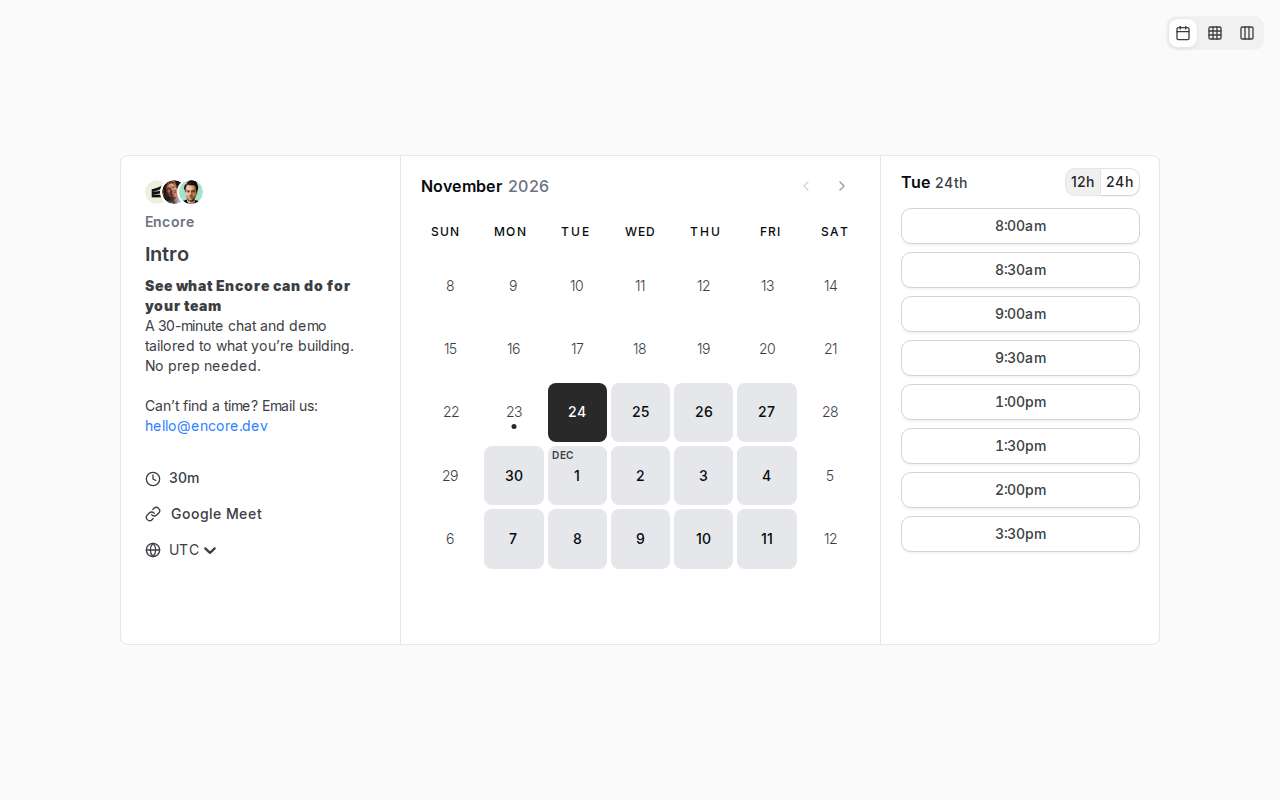 Encore
Intro
See what Encore can do for
your team
A 30-minute chat and demo
tailored to what you’re building.
No prep needed.
Can’t find a time? Email us:
hello@encore.dev
30m
Google Meet
UTC
November 2026
SUN MON TUE WED THU FRI SAT
8 9 10 11 12 13 14
15 16 17 18 19 20 21
22 23 24 25 26 27 28
DEC
29 30 1 2 3 4 5
6 7 8 9 10 11 12
Tue 24th 12h 24h
8:00am
8:30am
9:00am
9:30am
1:00pm
1:30pm
2:00pm
3:30pm